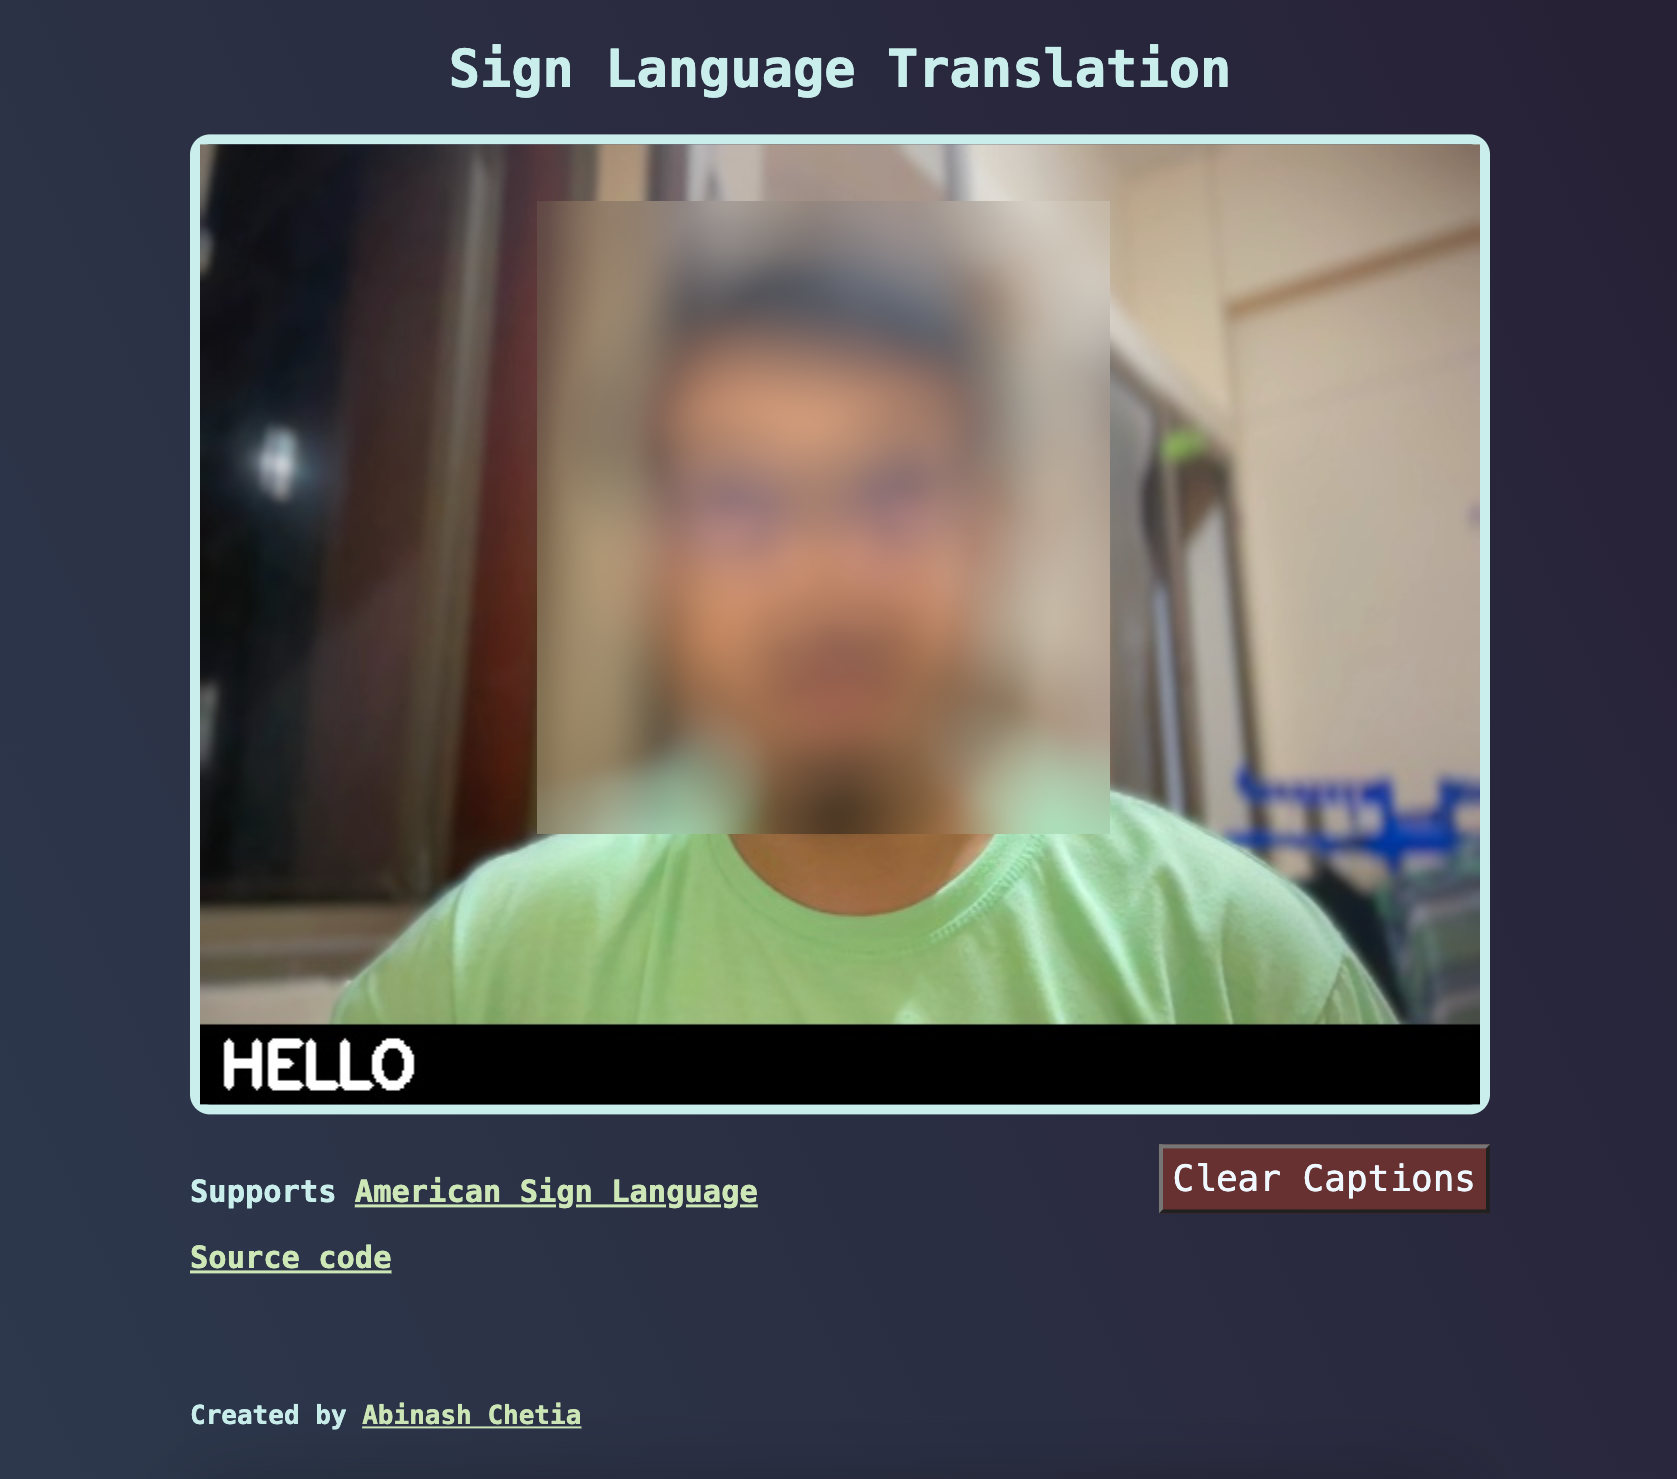 Sign Language Translation
HELLO
Clear Captions
Supports American Sign Language
Source code
Created by Abinash Chetia